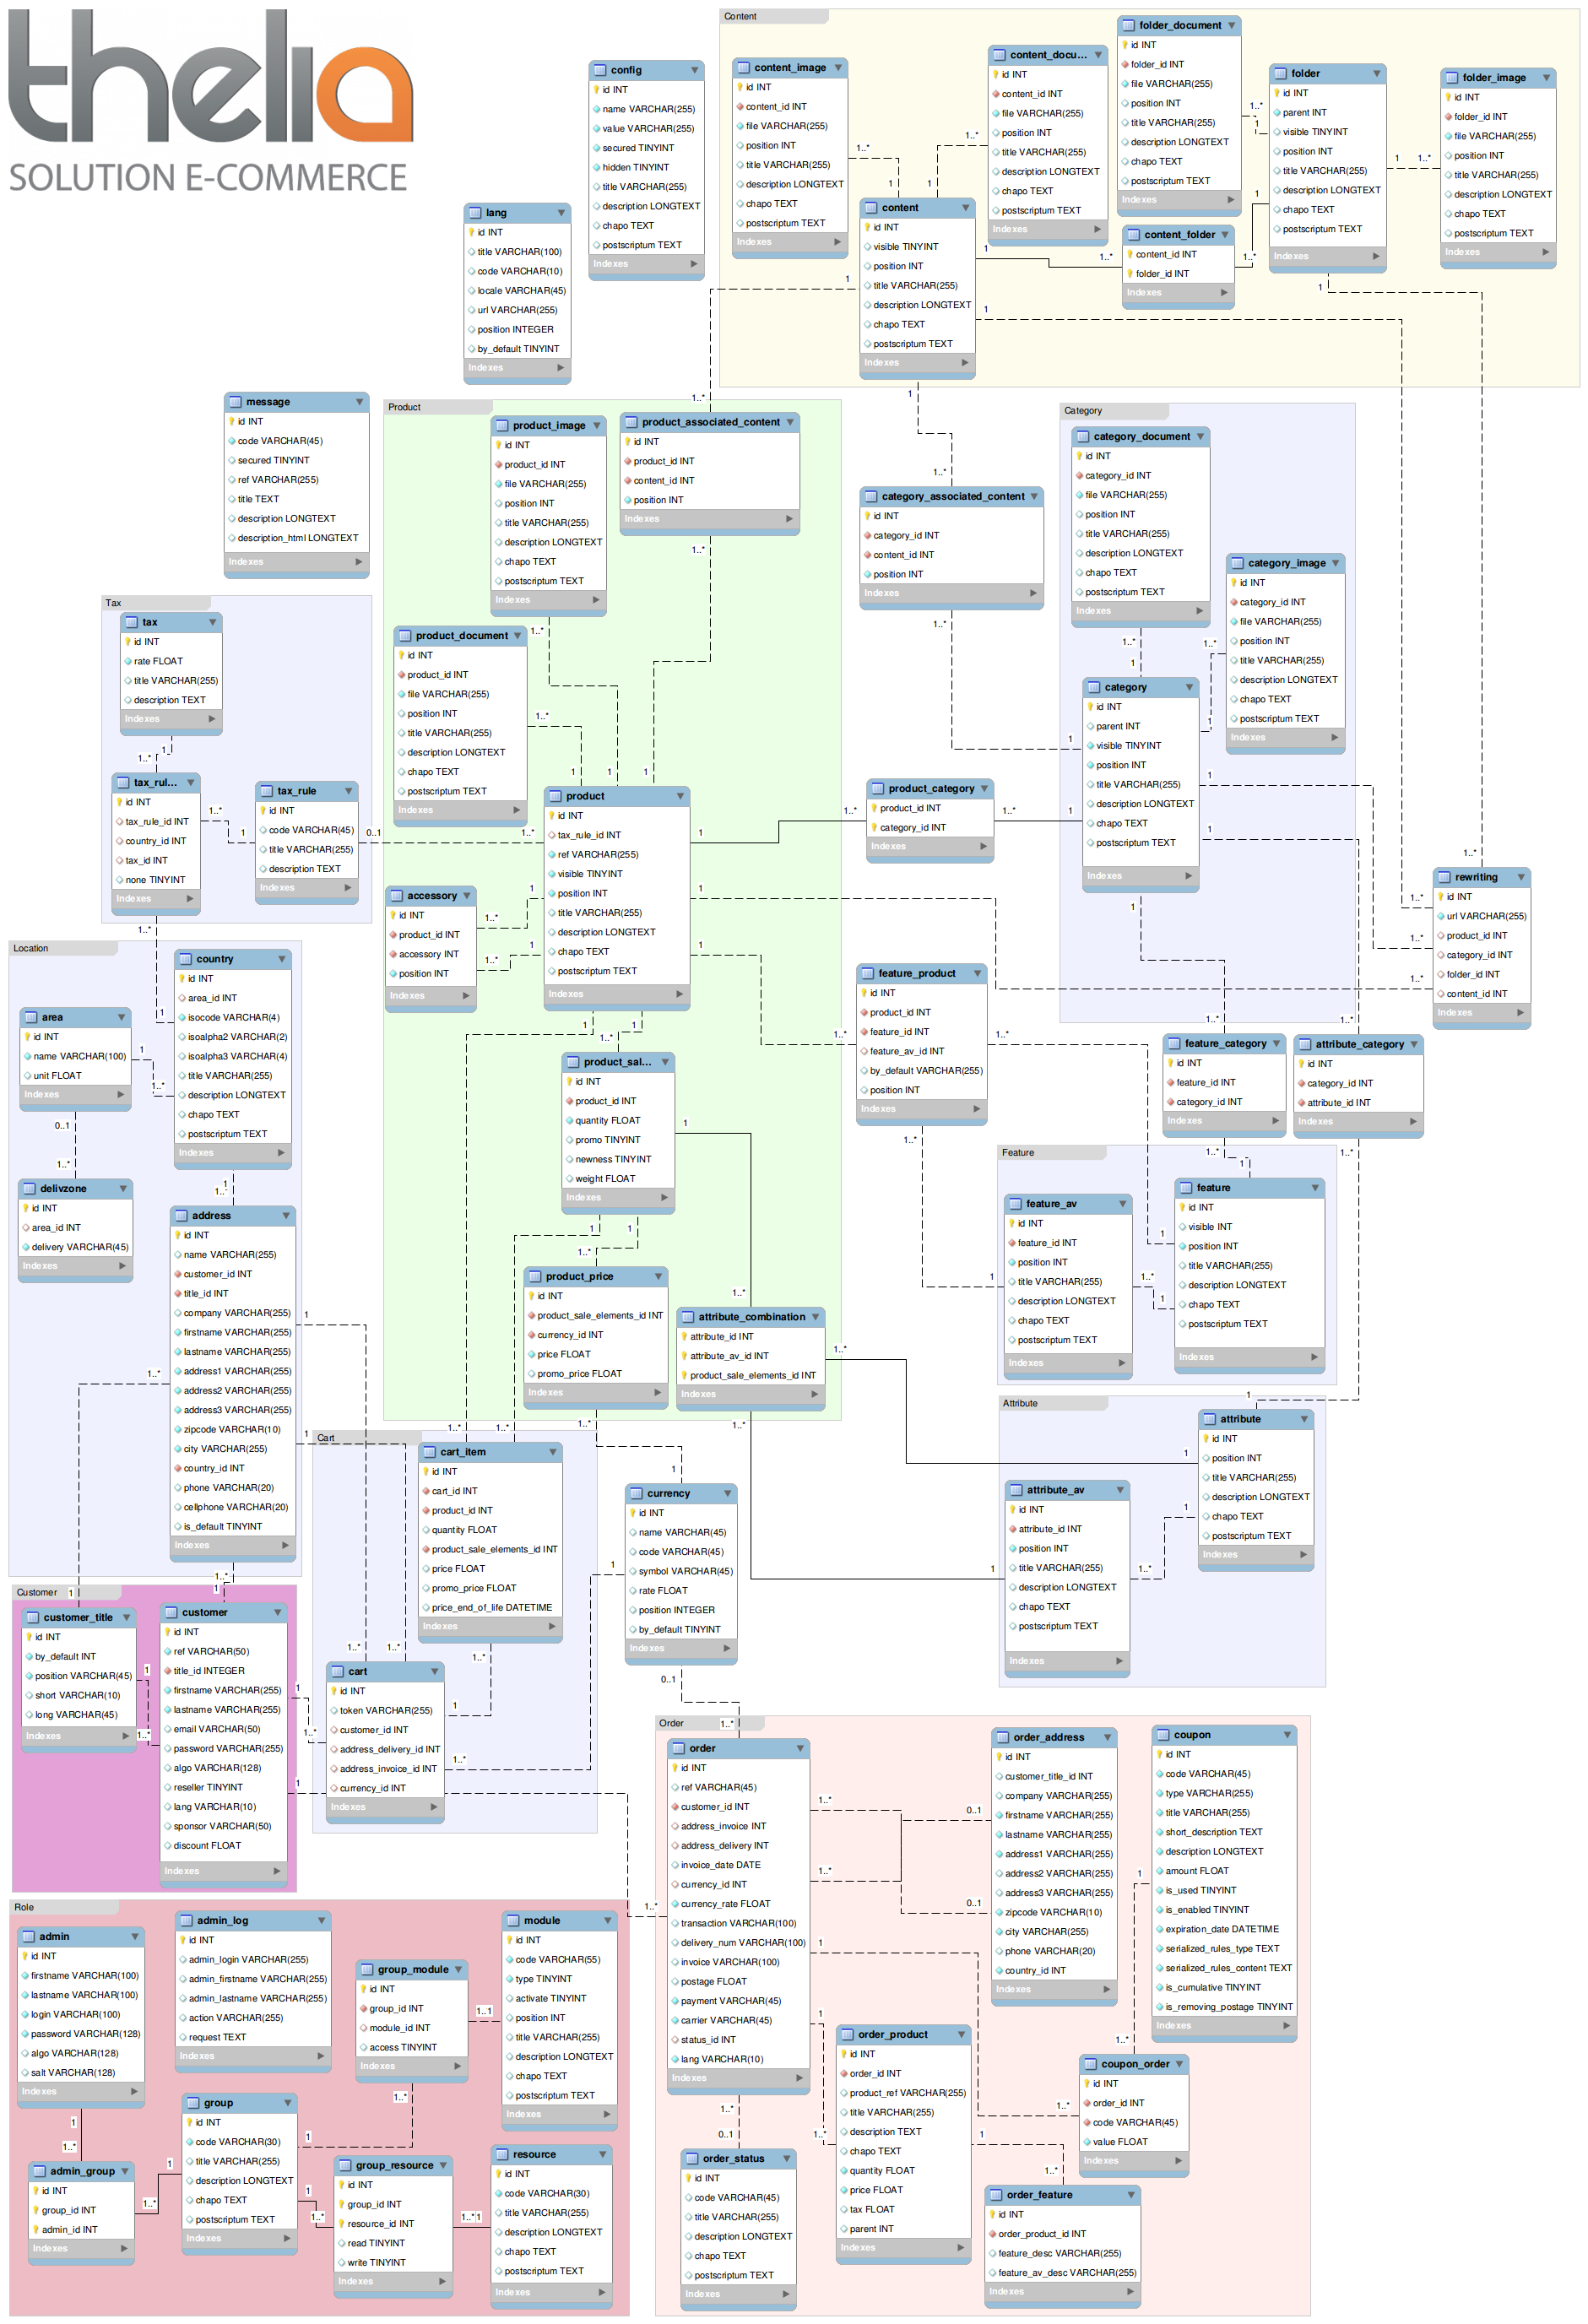 thelia
SOLUTION E-COMMERCE
config
id INT
name VARCHAR(255)
value VARCHAR(255)
secured TINYINT
hidden TINYINT
title VARCHAR(255)
description LONGTEXT
chapo TEXT
postscriptum TEXT
Indexes
lang
id INT
title VARCHAR(100)
code VARCHAR(10)
locale VARCHAR(45)
url VARCHAR(255)
position INTEGER
by_default TINYINT
Indexes
message
id INT
code VARCHAR(45)
secured TINYINT
ref VARCHAR(255)
title TEXT
description LONGTEXT
description_html LONGTEXT
Indexes
Content
content_image
id INT
content_id INT
file VARCHAR(255)
position INT
title VARCHAR(255)
description LONGTEXT
chapo TEXT
postscriptum TEXT
Indexes
content_docu...
id INT
content_id INT
file VARCHAR(255)
position INT
title VARCHAR(255)
description LONGTEXT
chapo TEXT
postscriptum TEXT
Indexes
folder_document
id INT
folder_id INT
file VARCHAR(255)
position INT
title VARCHAR(255)
description LONGTEXT
chapo TEXT
postscriptum TEXT
Indexes
folder
id INT
parent INT
visible TINYINT
position INT
title VARCHAR(255)
description LONGTEXT
chapo TEXT
postscriptum TEXT
Indexes
folder_image
id INT
folder_id INT
file VARCHAR(255)
position INT
title VARCHAR(255)
description LONGTEXT
chapo TEXT
postscriptum TEXT
Indexes
content
id INT
visible TINYINT
position INT
title VARCHAR(255)
description LONGTEXT
chapo TEXT
postscriptum TEXT
Indexes
content_folder
content_id INT
folder_id INT
Indexes
Product
product_image
id INT
product_id INT
file VARCHAR(255)
position INT
title VARCHAR(255)
description LONGTEXT
chapo TEXT
postscriptum TEXT
Indexes
product_associated_content
id INT
product_id INT
content_id INT
position INT
Indexes
product_document
id INT
product_id INT
file VARCHAR(255)
position INT
title VARCHAR(255)
description LONGTEXT
chapo TEXT
postscriptum TEXT
Indexes
product
id INT
tax_rule_id INT
ref VARCHAR(255)
visible TINYINT
position INT
title VARCHAR(255)
description LONGTEXT
chapo TEXT
postscriptum TEXT
Indexes
accessory
id INT
product_id INT
accessory INT
position INT
Indexes
product_sal...
id INT
product_id INT
quantity FLOAT
promo TINYINT
newness TINYINT
weight FLOAT
Indexes
product_price
id INT
product_sale_elements_id INT
currency_id INT
price FLOAT
promo_price FLOAT
Indexes
attribute_combination
attribute_id INT
attribute_av_id INT
product_sale_elements_id INT
Indexes
category_associated_content
id INT
category_id INT
content_id INT
position INT
Indexes
Category
category_document
id INT
category_id INT
file VARCHAR(255)
position INT
title VARCHAR(255)
description LONGTEXT
chapo TEXT
postscriptum TEXT
Indexes
category_image
id INT
category_id INT
file VARCHAR(255)
position INT
title VARCHAR(255)
description LONGTEXT
chapo TEXT
postscriptum TEXT
Indexes
category
id INT
parent INT
visible TINYINT
position INT
title VARCHAR(255)
description LONGTEXT
chapo TEXT
postscriptum TEXT
Indexes
product_category
product_id INT
category_id INT
Indexes
rewriting
id INT
url VARCHAR(255)
product_id INT
category_id INT
folder_id INT
content_id INT
Indexes
feature_product
id INT
product_id INT
feature_id INT
feature_av_id INT
by_default VARCHAR(255)
position INT
Indexes
feature_category
id INT
feature_id INT
category_id INT
Indexes
attribute_category
id INT
category_id INT
attribute_id INT
Indexes
Feature
feature_av
id INT
feature_id INT
position INT
title VARCHAR(255)
description LONGTEXT
chapo TEXT
postscriptum TEXT
Indexes
feature
id INT
visible INT
position INT
title VARCHAR(255)
description LONGTEXT
chapo TEXT
postscriptum TEXT
Indexes
Attribute
attribute
id INT
position INT
title VARCHAR(255)
description LONGTEXT
chapo TEXT
postscriptum TEXT
Indexes
attribute_av
id INT
attribute_id INT
position INT
title VARCHAR(255)
description LONGTEXT
chapo TEXT
postscriptum TEXT
Indexes
Tax
tax
id INT
rate FLOAT
title VARCHAR(255)
description TEXT
Indexes
tax_rul...
id INT
tax_rule_id INT
country_id INT
tax_id INT
none TINYINT
Indexes
tax_rule
id INT
code VARCHAR(45)
title VARCHAR(255)
description TEXT
Indexes
Location
country
id INT
area_id INT
isocode VARCHAR(4)
isoalpha2 VARCHAR(2)
isoalpha3 VARCHAR(4)
title VARCHAR(255)
description LONGTEXT
chapo TEXT
postscriptum TEXT
Indexes
area
id INT
name VARCHAR(100)
unit FLOAT
Indexes
delivzone
id INT
area_id INT
delivery VARCHAR(45)
Indexes
address
id INT
name VARCHAR(255)
customer_id INT
title_id INT
company VARCHAR(255)
firstname VARCHAR(255)
lastname VARCHAR(255)
address1 VARCHAR(255)
address2 VARCHAR(255)
address3 VARCHAR(255)
zipcode VARCHAR(10)
city VARCHAR(255)
country_id INT
phone VARCHAR(20)
cellphone VARCHAR(20)
is_default TINYINT
Indexes
Customer
customer_title
id INT
by_default INT
position VARCHAR(45)
short VARCHAR(10)
long VARCHAR(45)
Indexes
customer
id INT
ref VARCHAR(50)
title_id INTEGER
firstname VARCHAR(255)
lastname VARCHAR(255)
email VARCHAR(50)
password VARCHAR(255)
algo VARCHAR(128)
reseller TINYINT
lang VARCHAR(10)
sponsor VARCHAR(50)
discount FLOAT
Indexes
Cart
cart_item
id INT
cart_id INT
product_id INT
quantity FLOAT
product_sale_elements_id INT
price FLOAT
promo_price FLOAT
price_end_of_life DATETIME
Indexes
cart
id INT
token VARCHAR(255)
customer_id INT
address_delivery_id INT
address_invoice_id INT
currency_id INT
Indexes
currency
id INT
name VARCHAR(45)
code VARCHAR(45)
symbol VARCHAR(45)
rate FLOAT
position INTEGER
by_default TINYINT
Indexes
Order
order
id INT
ref VARCHAR(45)
customer_id INT
address_invoice INT
address_delivery INT
invoice_date DATE
currency_id INT
currency_rate FLOAT
transaction VARCHAR(100)
delivery_num VARCHAR(100)
invoice VARCHAR(100)
postage FLOAT
payment VARCHAR(45)
carrier VARCHAR(45)
status_id INT
lang VARCHAR(10)
Indexes
order_address
id INT
customer_title_id INT
company VARCHAR(255)
firstname VARCHAR(255)
lastname VARCHAR(255)
address1 VARCHAR(255)
address2 VARCHAR(255)
address3 VARCHAR(255)
zipcode VARCHAR(10)
city VARCHAR(255)
phone VARCHAR(20)
country_id INT
Indexes
coupon
id INT
code VARCHAR(45)
type VARCHAR(255)
title VARCHAR(255)
short_description TEXT
description LONGTEXT
amount FLOAT
is_used TINYINT
is_enabled TINYINT
expiration_date DATETIME
serialized_rules_type TEXT
serialized_rules_content TEXT
is_cumulative TINYINT
is_removing_postage TINYINT
Indexes
order_product
id INT
order_id INT
product_ref VARCHAR(255)
title VARCHAR(255)
description TEXT
chapo TEXT
quantity FLOAT
price FLOAT
tax FLOAT
parent INT
Indexes
coupon_order
id INT
order_id INT
code VARCHAR(45)
value FLOAT
Indexes
order_status
id INT
code VARCHAR(45)
title VARCHAR(255)
description LONGTEXT
chapo TEXT
postscriptum TEXT
Indexes
order_feature
id INT
order_product_id INT
feature_desc VARCHAR(255)
feature_av_desc VARCHAR(255)
Indexes
Role
admin
id INT
firstname VARCHAR(100)
lastname VARCHAR(100)
login VARCHAR(100)
password VARCHAR(128)
algo VARCHAR(128)
salt VARCHAR(128)
Indexes
admin_log
id INT
admin_login VARCHAR(255)
admin_firstname VARCHAR(255)
admin_lastname VARCHAR(255)
action VARCHAR(255)
request TEXT
Indexes
group_module
id INT
group_id INT
module_id INT
access TINYINT
Indexes
module
id INT
code VARCHAR(55)
type TINYINT
activate TINYINT
position INT
title VARCHAR(255)
description LONGTEXT
chapo TEXT
postscriptum TEXT
Indexes
group
id INT
code VARCHAR(30)
title VARCHAR(255)
description LONGTEXT
chapo TEXT
postscriptum TEXT
Indexes
admin_group
id INT
group_id INT
admin_id INT
Indexes
group_resource
id INT
group_id INT
resource_id INT
read TINYINT
write TINYINT
Indexes
resource
id INT
code VARCHAR(30)
title VARCHAR(255)
description LONGTEXT
chapo TEXT
postscriptum TEXT
Indexes